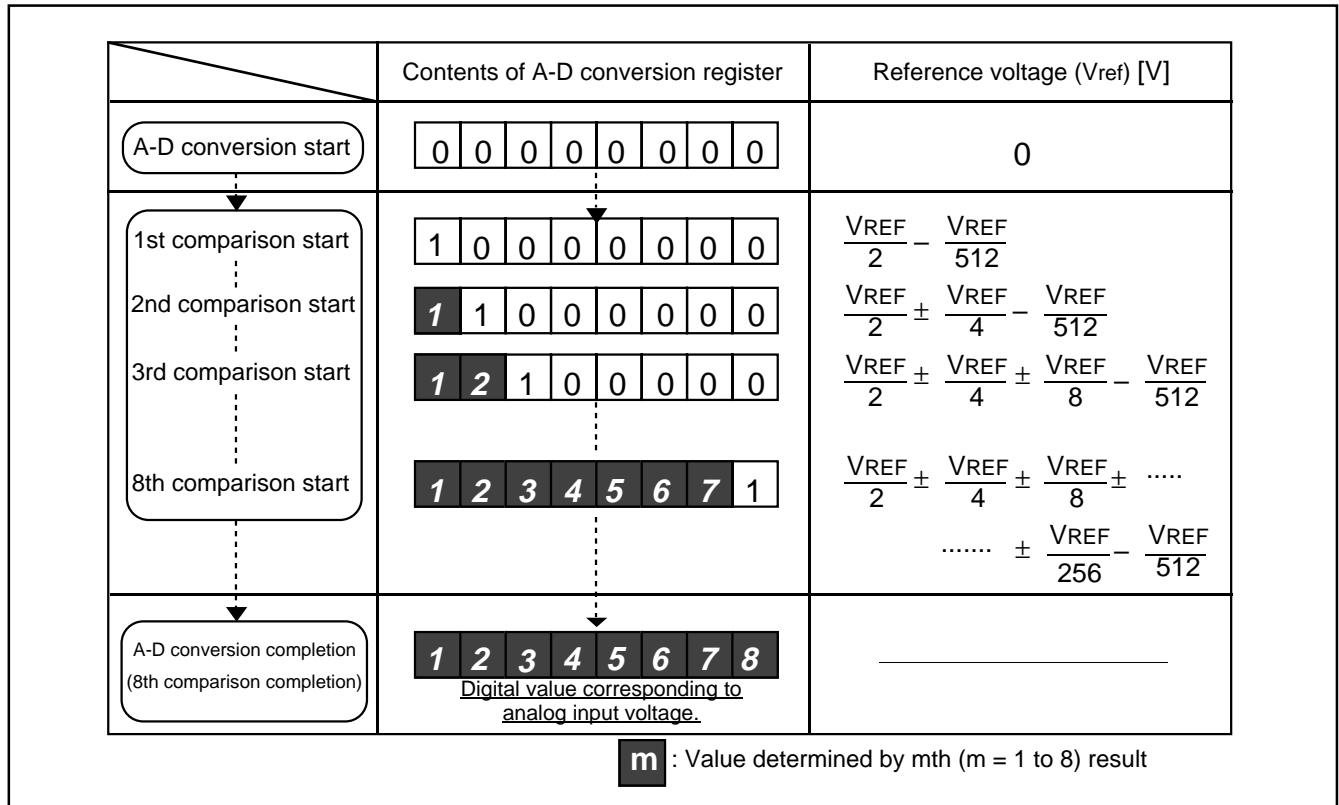 Contents of A-D conversion register
Reference voltage (Vref) [V]
A-D conversion start
0 0 0 0 0 0 0 0
0
1st comparison start
1 0 0 0 0 0 0 0
VREF/2 – VREF/512
2nd comparison start
1 1 0 0 0 0 0 0
VREF/2 ± VREF/4 – VREF/512
3rd comparison start
1 2 1 0 0 0 0 0
VREF/2 ± VREF/4 ± VREF/8 – VREF/512
8th comparison start
1 2 3 4 5 6 7 1
VREF/2 ± VREF/4 ± VREF/8 ± .....
....... ± VREF/256 – VREF/512
A-D conversion completion
(8th comparison completion)
1 2 3 4 5 6 7 8
Digital value corresponding to
analog input voltage.
m : Value determined by mth (m = 1 to 8) result